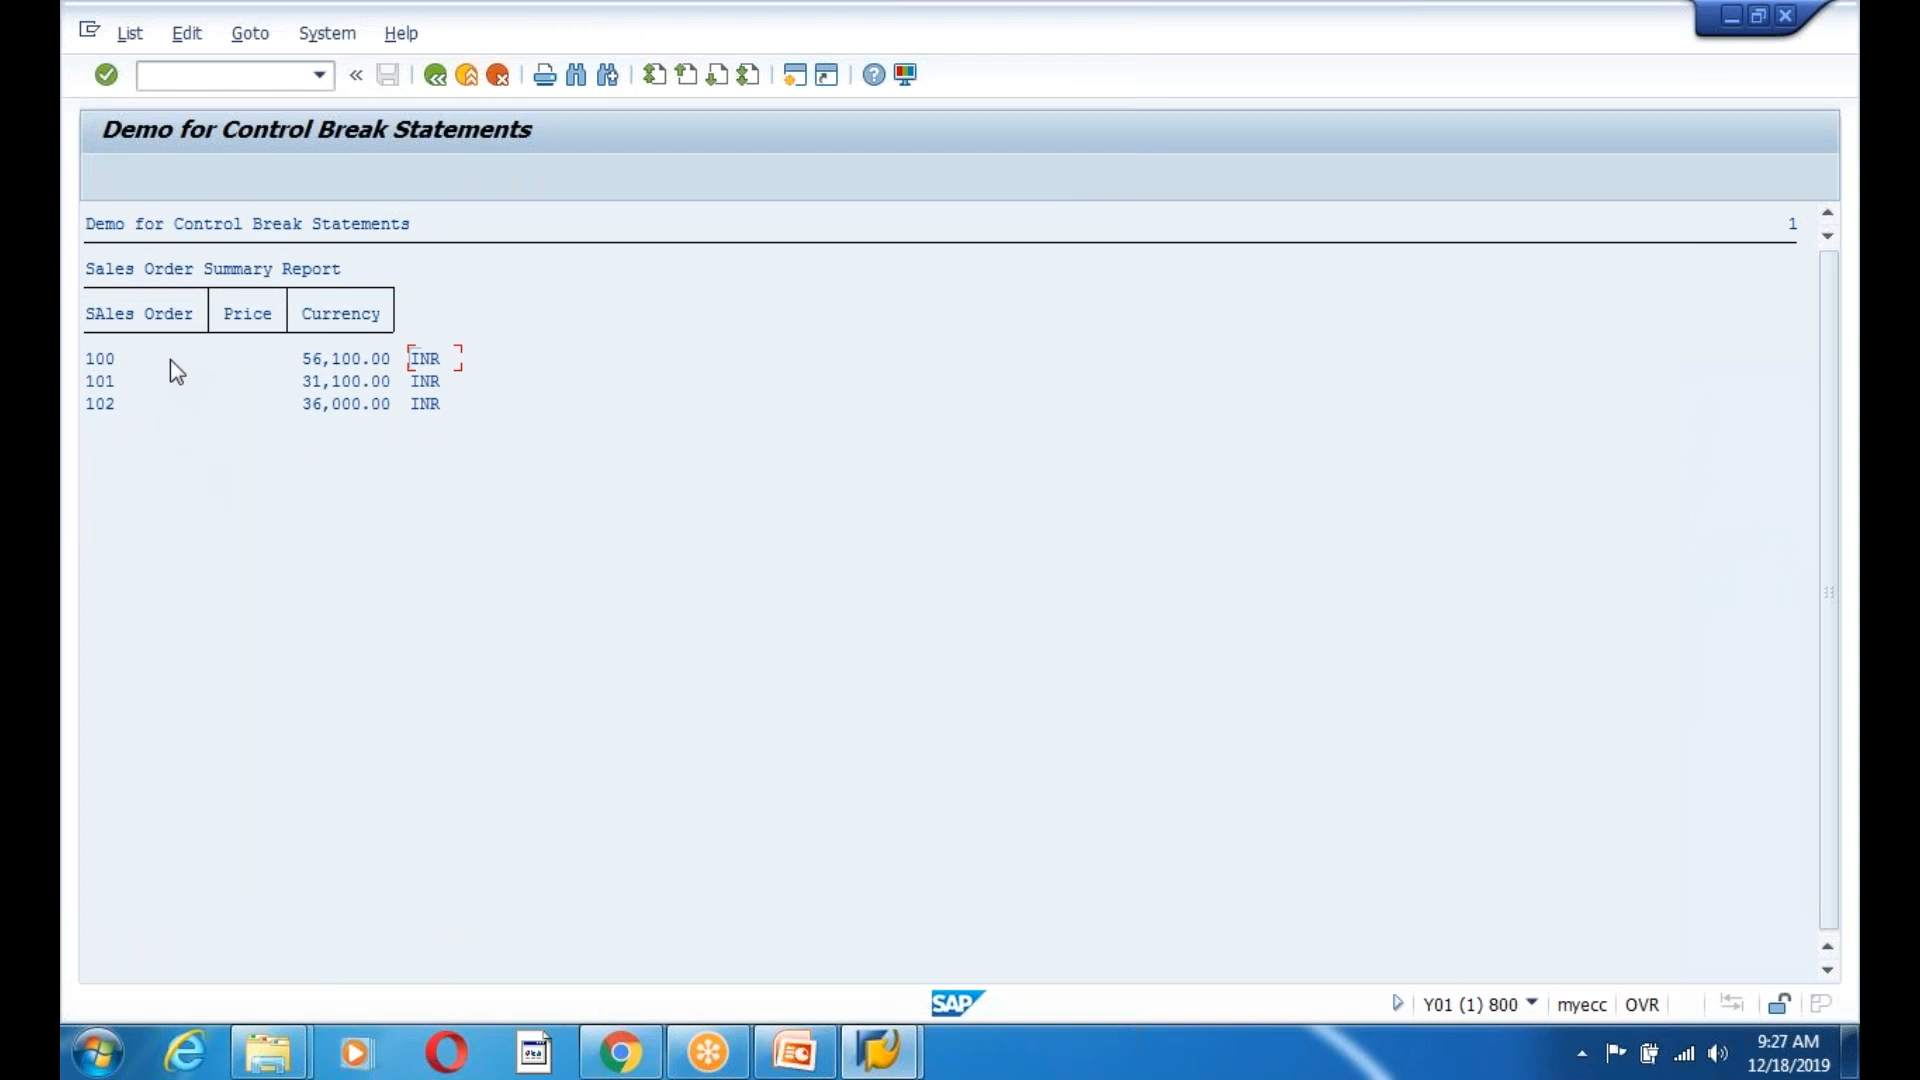 List Edit Goto System Help
Demo for Control Break Statements
Demo for Control Break Statements 1
Sales Order Summary Report
SAles Order Price Currency
100 56,100.00 INR
101 31,100.00 INR
102 36,000.00 INR
SAP
Y01 (1) 800 myecc OVR
9:27 AM
12/18/2019